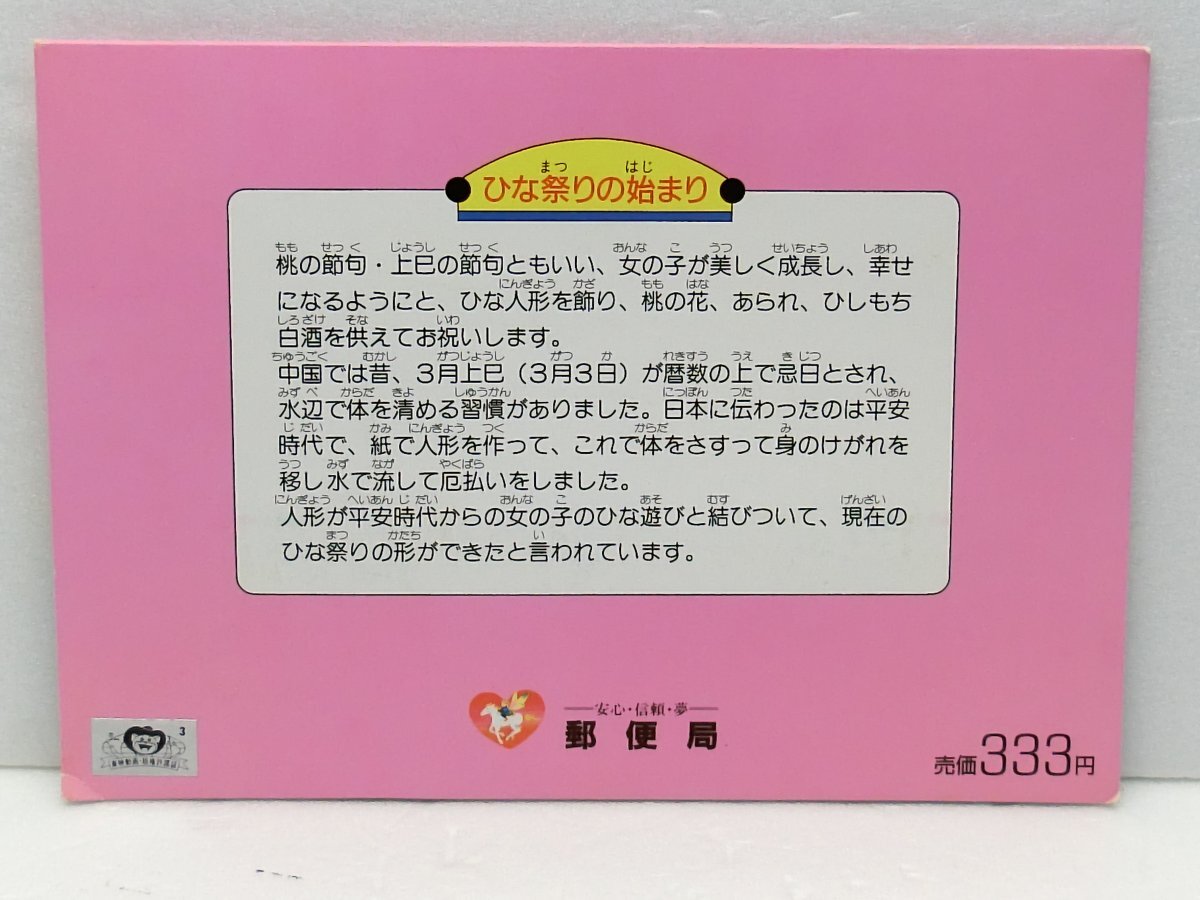 ひな祭りの始まり
桃の節句・上巳の節句ともいい、女の子が美しく成長し、幸せ
になるようにと、ひな人形を飾り、桃の花、あられ、ひしもち
白酒を供えてお祝いします。
中国では昔、3月上巳(3月3日)が暦数の上で忌日とされ、
水辺で体を清める習慣がありました。日本に伝わったのは平安
時代で、紙で人形を作って、これで体をさすって身のけがれを
移し水で流して厄払いをしました。
人形が平安時代からの女の子のひな遊びと結びついて、現在の
ひな祭りの形ができたと言われています。
安心・信頼・夢
郵便局
3
東映動画・版権許諾証
売価333円